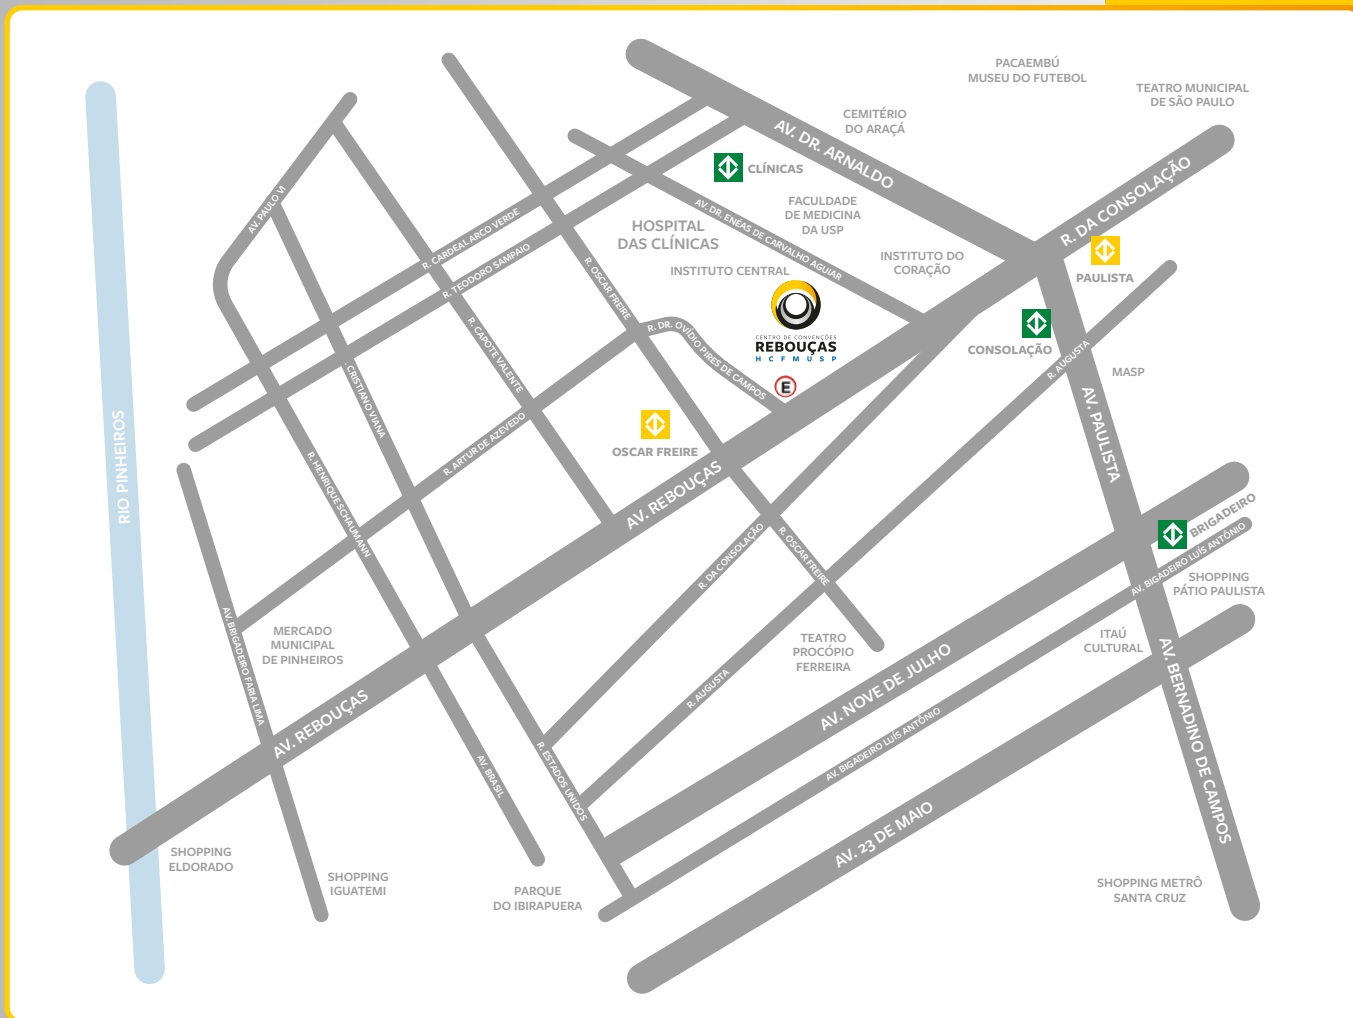 PACAEMBÚ
MUSEU DO FUTEBOL
TEATRO MUNICIPAL
DE SÃO PAULO
CEMITÉRIO
DO ARAÇÁ
AV. DR. ARNALDO
R. DA CONSOLAÇÃO
CLÍNICAS
AV. PAULO VI
FACULDADE
DE MEDICINA
DA USP
AV. DR. ENÉAS DE CARVALHO AGUIAR
HOSPITAL
DAS CLÍNICAS
R. CARDEAL ARCO VERDE
R. TEODORO SAMPAIO
R. OSCAR FREIRE
INSTITUTO CENTRAL
INSTITUTO DO
CORAÇÃO
PAULISTA
CENTRO DE CONVENÇÕES
REBOUÇAS
HCFMUSP
R. DR. OVÍDIO PIRES DE CAMPOS
E
CONSOLAÇÃO
R. AUGUSTA
MASP
R. CAPOTE VALENTE
CRISTIANO VIANA
AV. PAULISTA
RIO PINHEIROS
R. HENRIQUE SCHAUMANN
R. ARTUR DE AZEVEDO
OSCAR FREIRE
AV. REBOUÇAS
R. DA CONSOLAÇÃO
R. OSCAR FREIRE
BRIGADEIRO
AV. BIGADEIRO LUÍS ANTÔNIO
SHOPPING
PÁTIO PAULISTA
AV. BRIGADEIRO FARIA LIMA
MERCADO
MUNICIPAL
DE PINHEIROS
TEATRO
PROCÓPIO
FERREIRA
ITAÚ
CULTURAL
AV. BERNADINO DE CAMPOS
AV. REBOUÇAS
R. AUGUSTA
AV. NOVE DE JULHO
AV. BIGADEIRO LUÍS ANTÔNIO
AV. BRASIL
R. ESTADOS UNIDOS
AV. 23 DE MAIO
SHOPPING
ELDORADO
SHOPPING
IGUATEMI
PARQUE
DO IBIRAPUERA
SHOPPING METRÔ
SANTA CRUZ